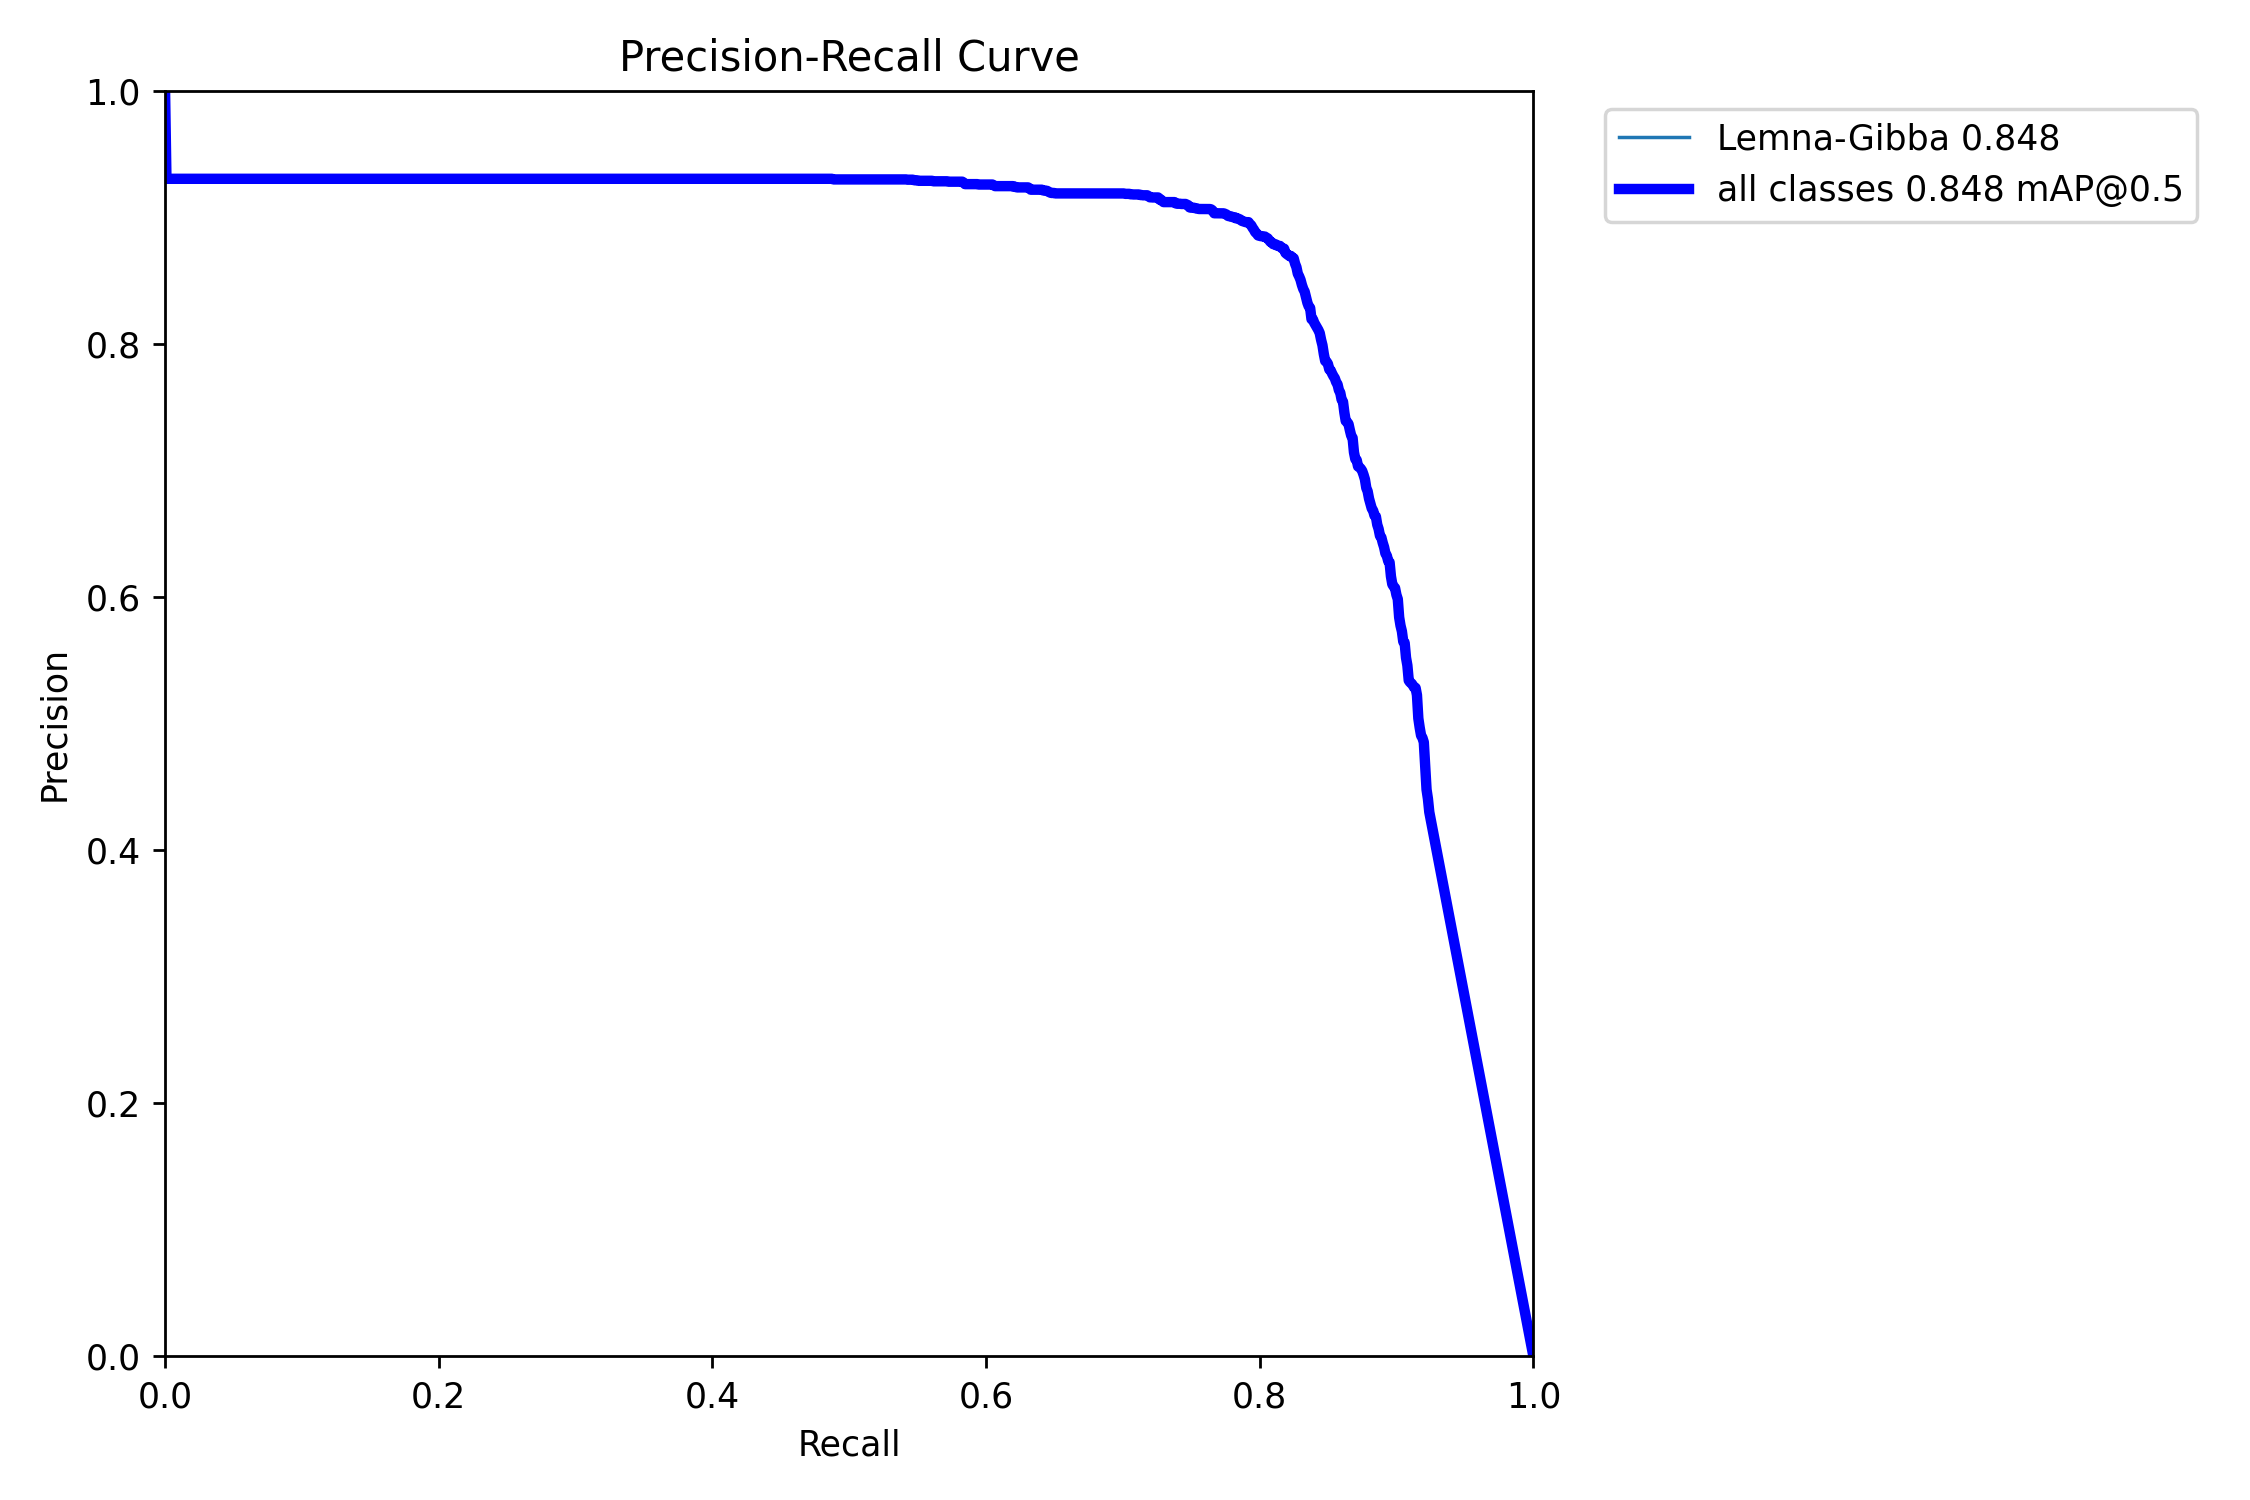 Precision-Recall Curve
1.0
0.8
0.6
0.4
0.2
0.0
Precision
0.0 0.2 0.4 0.6 0.8 1.0
Recall
Lemna-Gibba 0.848
all classes 0.848 mAP@0.5